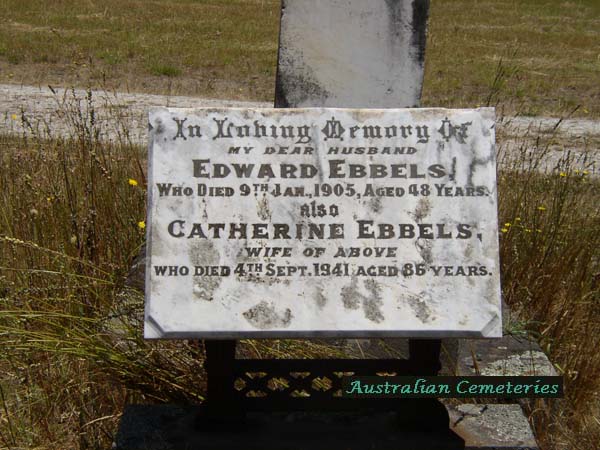 In Loving Memory Of
MY DEAR HUSBAND
EDWARD EBBELS,
WHO DIED 9TH JAN., 1905, AGED 48 YEARS.
also
CATHERINE EBBELS,
WIFE OF ABOVE
WHO DIED 4TH SEPT. 1941 AGED 86 YEARS.
Australian Cemeteries